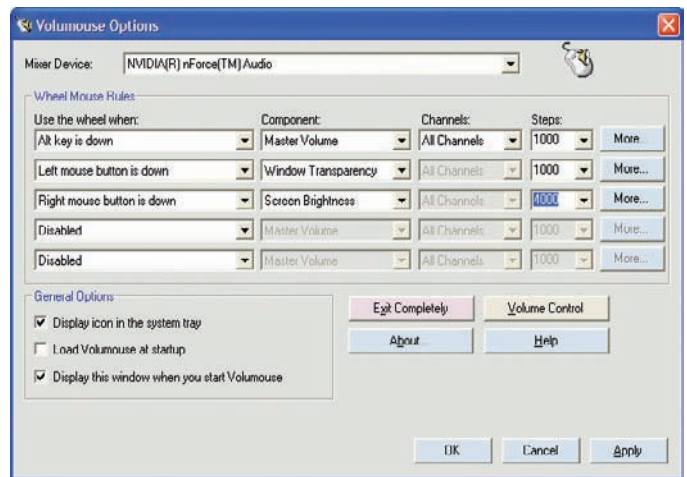 Volumouse Options
Mixer Device: NVIDIA(R) nForce(TM) Audio
Wheel Mouse Rules
Use the wheel when: Component: Channels: Steps:
Alt key is down Master Volume All Channels 1000 More...
Left mouse button is down Window Transparency All Channels 1000 More...
Right mouse button is down Screen Brightness All Channels 4000 More...
Disabled Master Volume All Channels 1000 More...
Disabled Master Volume All Channels 1000 More...
General Options
Display icon in the system tray
Load Volumouse at startup
Display this window when you start Volumouse
Exit Completely Volume Control
About... Help
OK Cancel Apply